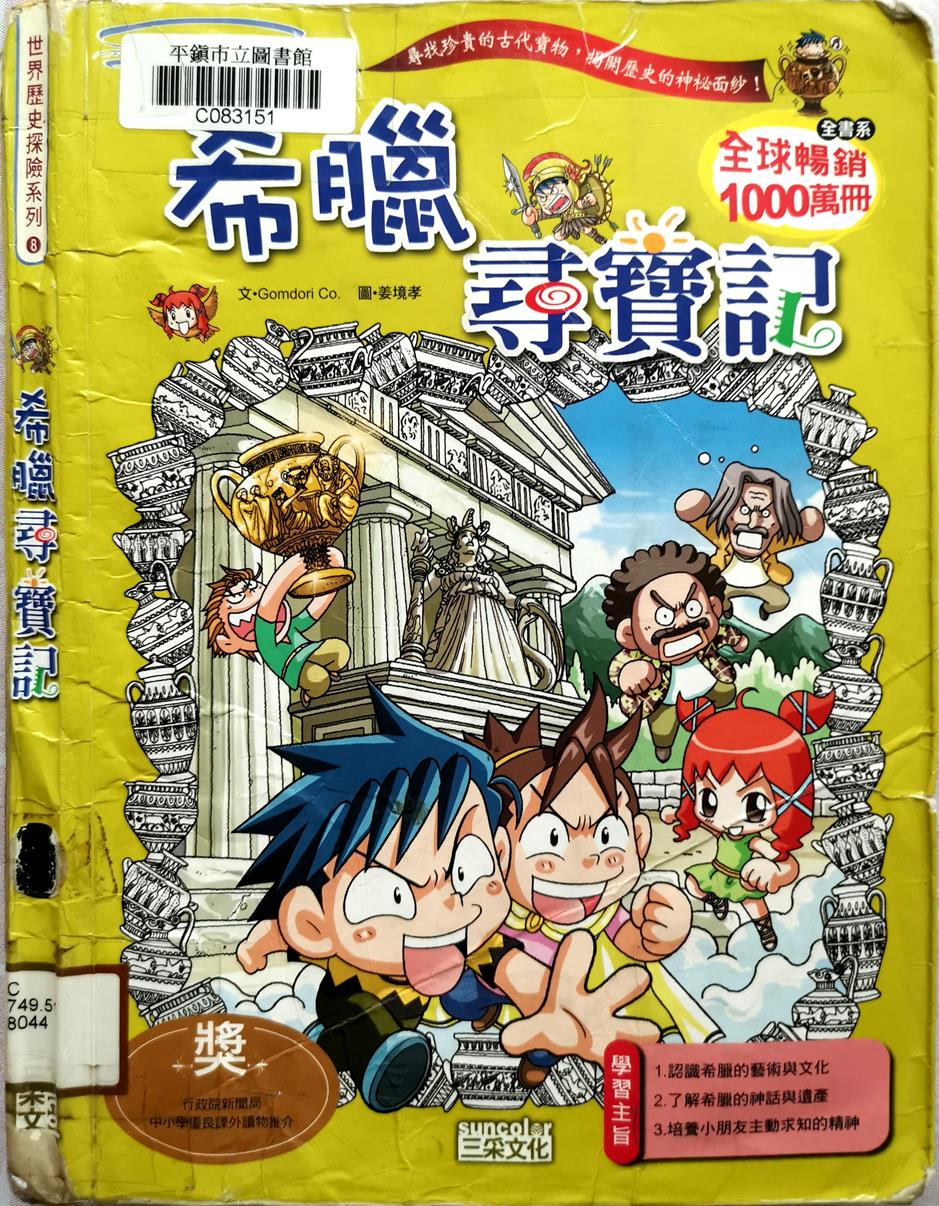 世界歷史探險系列8
希臘尋寶記
C
749.5
8044
平鎮市立圖書館
C083151
尋找珍貴的古代寶物，揭開歷史的神祕面紗！
全書系
全球暢銷
1000萬冊
希臘
尋寶記
文•Gomdori Co. 圖•姜境孝
獎
行政院新聞局
中小學優良課外讀物推介
學習主旨
1.認識希臘的藝術與文化
2.了解希臘的神話與遺產
3.培養小朋友主動求知的精神
suncolor
三采文化